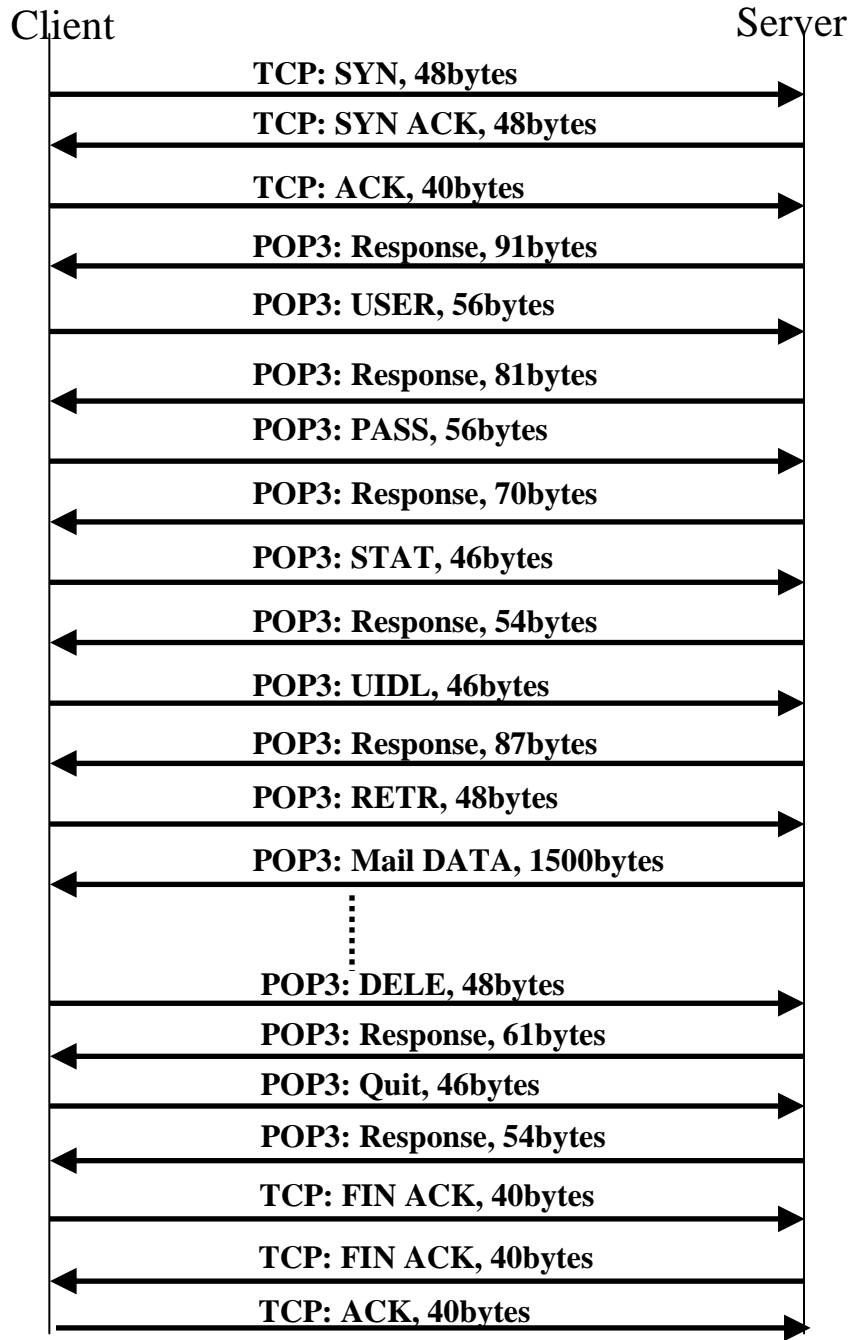 Client Server
TCP: SYN, 48bytes
TCP: SYN ACK, 48bytes
TCP: ACK, 40bytes
POP3: Response, 91bytes
POP3: USER, 56bytes
POP3: Response, 81bytes
POP3: PASS, 56bytes
POP3: Response, 70bytes
POP3: STAT, 46bytes
POP3: Response, 54bytes
POP3: UIDL, 46bytes
POP3: Response, 87bytes
POP3: RETR, 48bytes
POP3: Mail DATA, 1500bytes
POP3: DELE, 48bytes
POP3: Response, 61bytes
POP3: Quit, 46bytes
POP3: Response, 54bytes
TCP: FIN ACK, 40bytes
TCP: FIN ACK, 40bytes
TCP: ACK, 40bytes